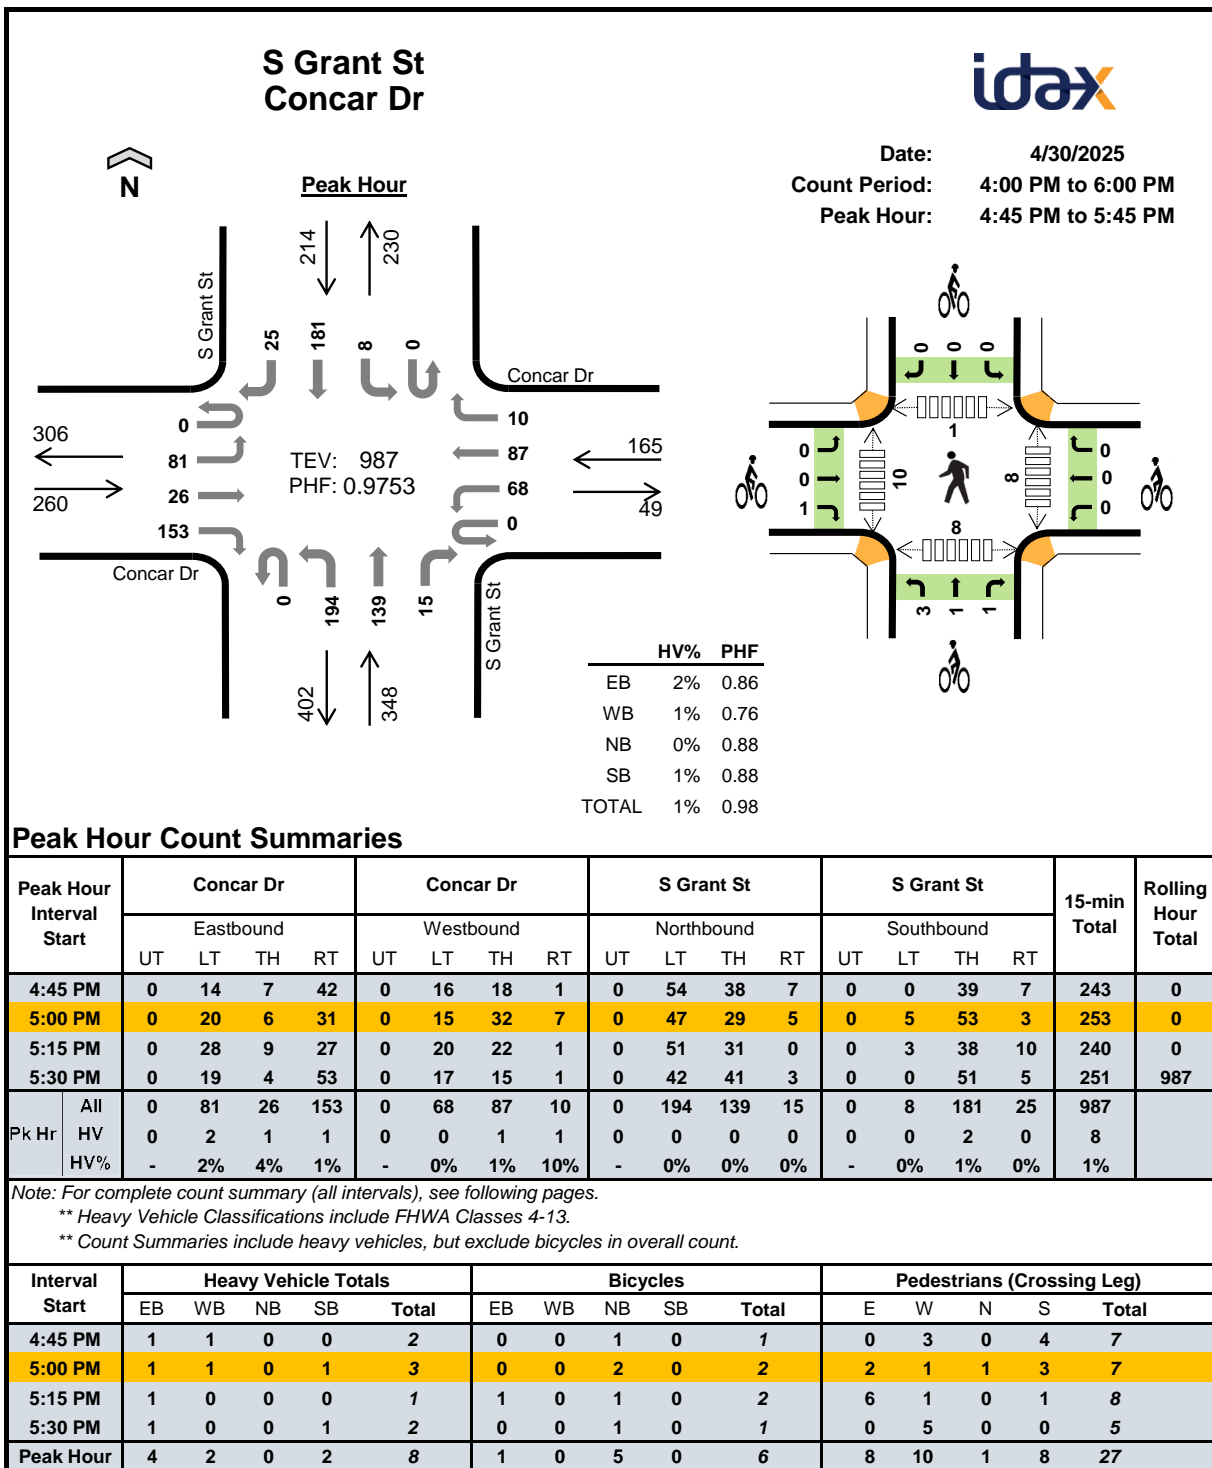 S Grant St
Concar Dr
idax
N
Peak Hour
Date: 4/30/2025
Count Period: 4:00 PM to 6:00 PM
Peak Hour: 4:45 PM to 5:45 PM
214
230
S Grant St
25
181
8
0
Concar Dr
0
81
26
153
306
260
TEV: 987
PHF: 0.9753
10
87
68
0
165
49
Concar Dr
0
194
139
15
S Grant St
402
348
0
0
0
1
0
0
1
10
8
8
0
0
0
3
1
1
HV% PHF
EB 2% 0.86
WB 1% 0.76
NB 0% 0.88
SB 1% 0.88
TOTAL 1% 0.98
Peak Hour Count Summaries
Peak Hour Interval Start Concar Dr Concar Dr S Grant St S Grant St 15-min Total Rolling Hour Total
Eastbound Westbound Northbound Southbound
UT LT TH RT UT LT TH RT UT LT TH RT UT LT TH RT
4:45 PM 0 14 7 42 0 16 18 1 0 54 38 7 0 0 39 7 243 0
5:00 PM 0 20 6 31 0 15 32 7 0 47 29 5 0 5 53 3 253 0
5:15 PM 0 28 9 27 0 20 22 1 0 51 31 0 0 3 38 10 240 0
5:30 PM 0 19 4 53 0 17 15 1 0 42 41 3 0 0 51 5 251 987
Pk Hr All 0 81 26 153 0 68 87 10 0 194 139 15 0 8 181 25 987
HV 0 2 1 1 0 0 1 1 0 0 0 0 0 0 2 0 8
HV% - 2% 4% 1% - 0% 1% 10% - 0% 0% 0% - 0% 1% 0% 1%
Note: For complete count summary (all intervals), see following pages.
** Heavy Vehicle Classifications include FHWA Classes 4-13.
** Count Summaries include heavy vehicles, but exclude bicycles in overall count.
Interval Start Heavy Vehicle Totals Bicycles Pedestrians (Crossing Leg)
EB WB NB SB Total EB WB NB SB Total E W N S Total
4:45 PM 1 1 0 0 2 0 0 1 0 1 0 3 0 4 7
5:00 PM 1 1 0 1 3 0 0 2 0 2 2 1 1 3 7
5:15 PM 1 0 0 0 1 1 0 1 0 2 6 1 0 1 8
5:30 PM 1 0 0 1 2 0 0 1 0 1 0 5 0 0 5
Peak Hour 4 2 0 2 8 1 0 5 0 6 8 10 1 8 27